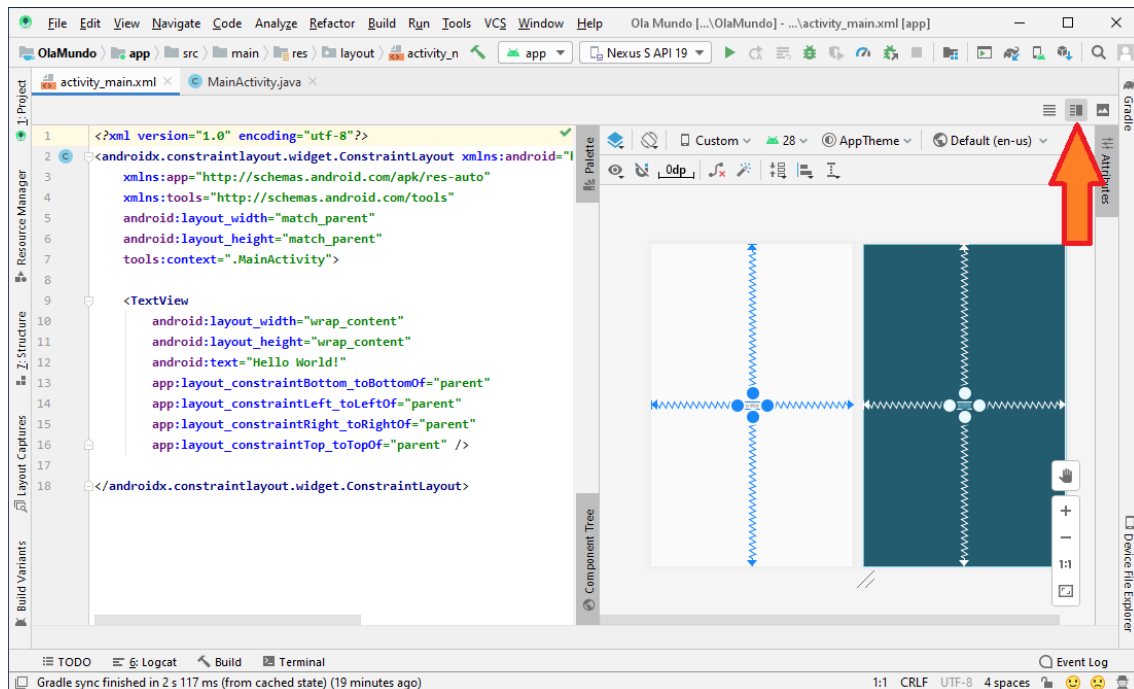 File Edit View Navigate Code Analyze Refactor Build Run Tools VCS Window Help Ola Mundo [...\OlaMundo] - ...\activity_main.xml [app]
OlaMundo app src main res layout activity_n app Nexus S API 19
activity_main.xml MainActivity.java
1: Project
Resource Manager
7: Structure
Layout Captures
Build Variants
1 <?xml version="1.0" encoding="utf-8"?>
2 <androidx.constraintlayout.widget.ConstraintLayout xmlns:android="
3 xmlns:app="http://schemas.android.com/apk/res-auto"
4 xmlns:tools="http://schemas.android.com/tools"
5 android:layout_width="match_parent"
6 android:layout_height="match_parent"
7 tools:context=".MainActivity">
8
9 <TextView
10 android:layout_width="wrap_content"
11 android:layout_height="wrap_content"
12 android:text="Hello World!"
13 app:layout_constraintBottom_toBottomOf="parent"
14 app:layout_constraintLeft_toLeftOf="parent"
15 app:layout_constraintRight_toRightOf="parent"
16 app:layout_constraintTop_toTopOf="parent" />
17
18 </androidx.constraintlayout.widget.ConstraintLayout>
Palette
Component Tree
Custom 28 AppTheme Default (en-us)
0dp
1:1
Attributes
Gradle
Device File Explorer
TODO 6: Logcat Build Terminal Event Log
Gradle sync finished in 2 s 117 ms (from cached state) (19 minutes ago) 1:1 CRLF UTF-8 4 spaces